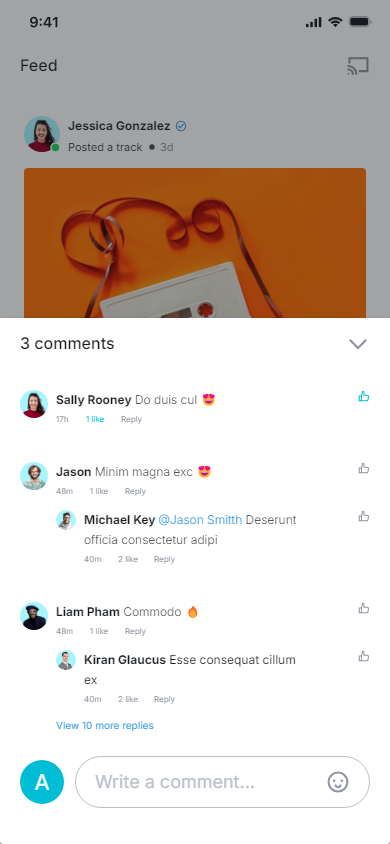 9:41
Feed
Jessica Gonzalez
Posted a track • 3d
3 comments
Sally Rooney Do duis cul 😍
17h 1 like Reply
Jason Minim magna exc 😍
48m 1 like Reply
Michael Key @Jason Smitth Deserunt
officia consectetur adipi
40m 2 like Reply
Liam Pham Commodo 🔥
48m 1 like Reply
Kiran Glaucus Esse consequat cillum
ex
40m 2 like Reply
View 10 more replies
A
Write a comment...